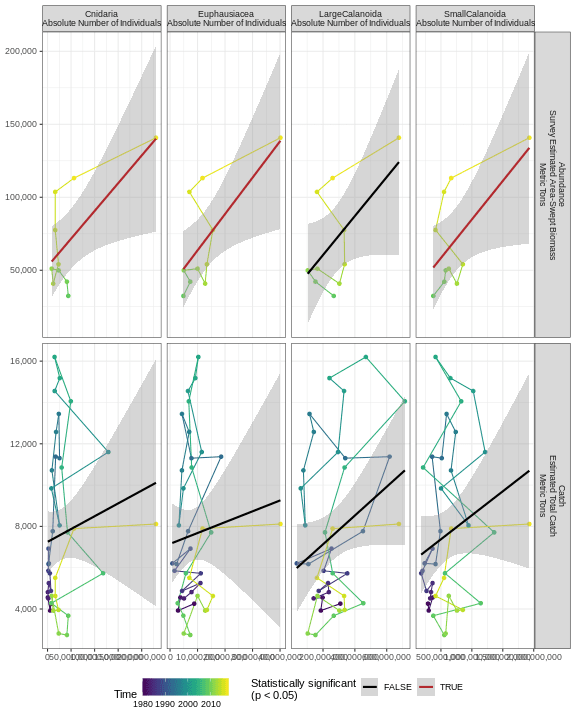 Cnidaria
Absolute Number of Individuals
Euphausiacea
Absolute Number of Individuals
LargeCalanoida
Absolute Number of Individuals
SmallCalanoida
Absolute Number of Individuals
200,000
150,000
100,000
50,000
Abundance
Survey Estimated Area-Swept Biomass
Metric Tons
16,000
12,000
8,000
4,000
Catch
Estimated Total Catch
Metric Tons
Time
1980 1990 2000 2010
Statistically significant
(p < 0.05)
FALSE
TRUE